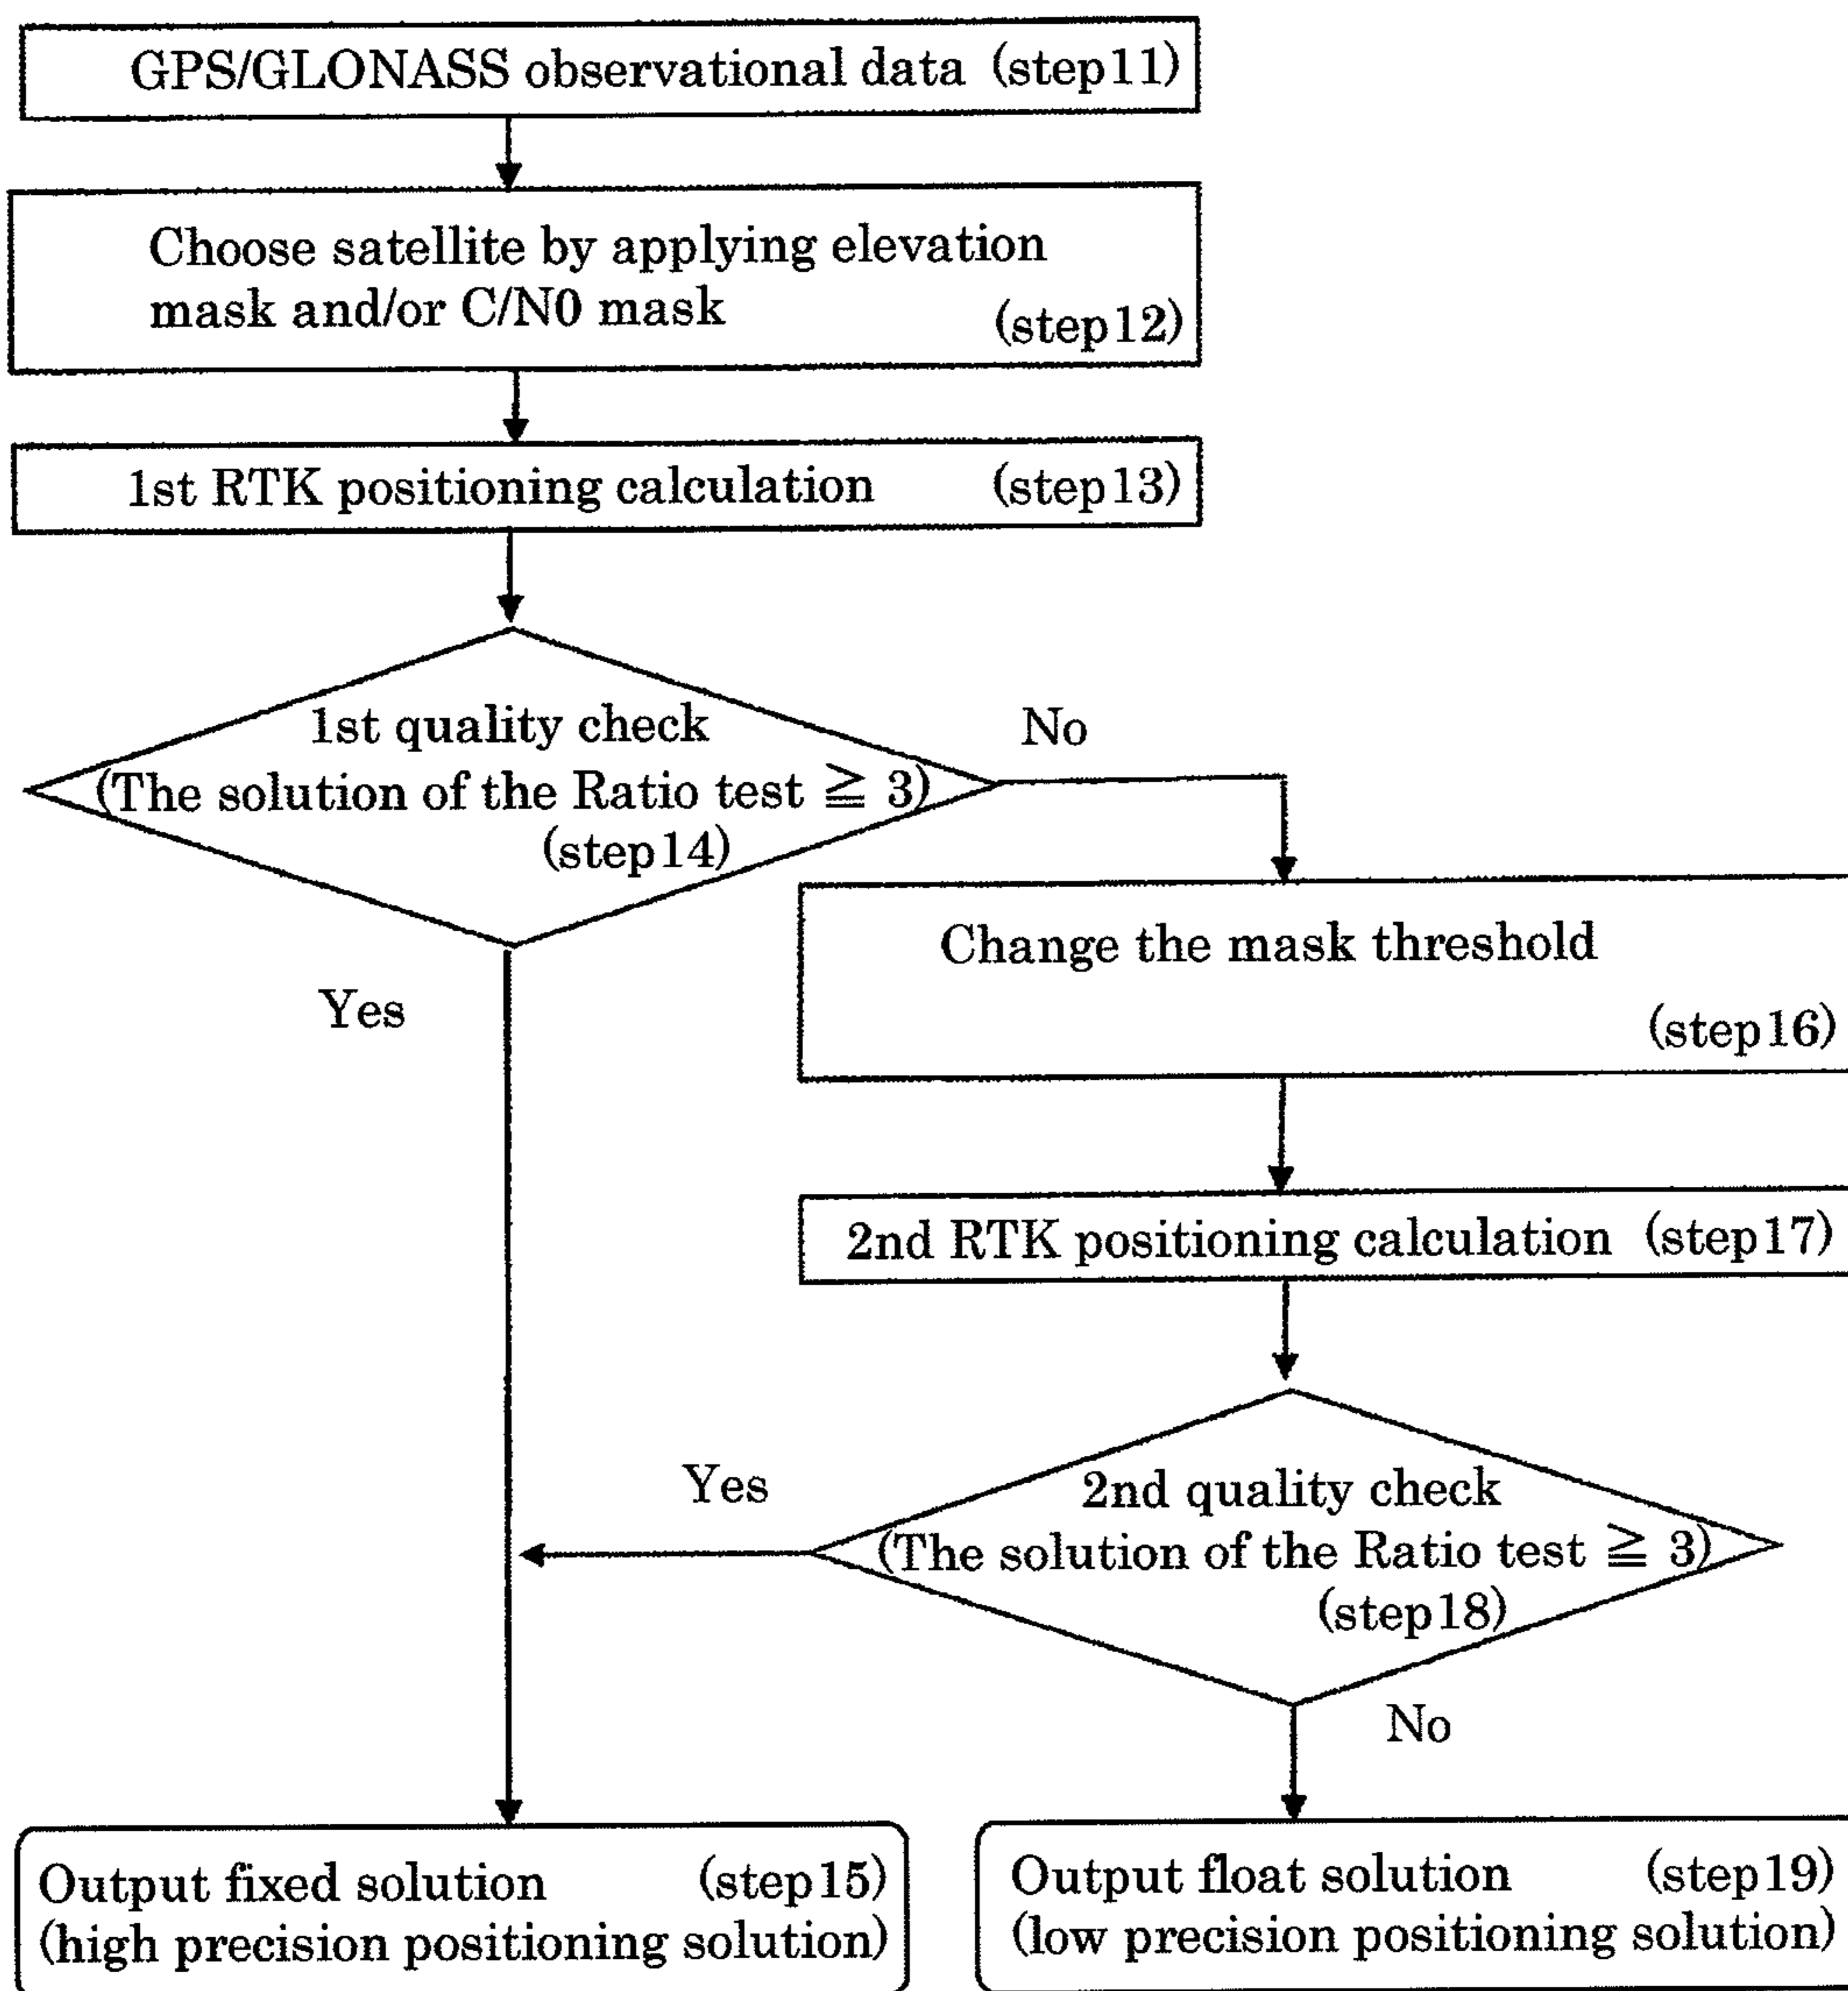 GPS/GLONASS observational data (step11)
Choose satellite by applying elevation
mask and/or C/N0 mask
(step12)
1st RTK positioning calculation (step13)
1st quality check
(The solution of the Ratio test ≧ 3)
(step14)
No
Yes
Change the mask threshold
(step16)
2nd RTK positioning calculation (step17)
Yes
2nd quality check
(The solution of the Ratio test ≧ 3)
(step18)
No
Output fixed solution (step15)
(high precision positioning solution)
Output float solution (step19)
(low precision positioning solution)